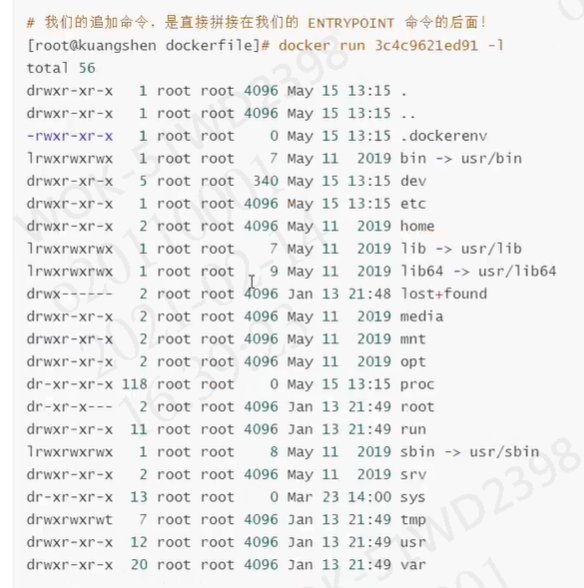 # 我们的追加命令，是直接拼接在我们的 ENTRYPOINT 命令的后面！
[root@kuangshen dockerfile]# docker run 3c4c9621ed91 -l
total 56
drwxr-xr-x   1 root root 4096 May 15 13:15 .
drwxr-xr-x   1 root root 4096 May 15 13:15 ..
-rwxr-xr-x   1 root root    0 May 15 13:15 .dockerenv
lrwxrwxrwx   1 root root    7 May 11  2019 bin -> usr/bin
drwxr-xr-x   5 root root  340 May 15 13:15 dev
drwxr-xr-x   1 root root 4096 May 15 13:15 etc
drwxr-xr-x   2 root root 4096 May 11  2019 home
lrwxrwxrwx   1 root root    7 May 11  2019 lib -> usr/lib
lrwxrwxrwx   1 root root    9 May 11  2019 lib64 -> usr/lib64
drwx------   2 root root 4096 Jan 13 21:48 lost+found
drwxr-xr-x   2 root root 4096 May 11  2019 media
drwxr-xr-x   2 root root 4096 May 11  2019 mnt
drwxr-xr-x   2 root root 4096 May 11  2019 opt
dr-xr-xr-x 118 root root    0 May 15 13:15 proc
dr-xr-x---   2 root root 4096 Jan 13 21:49 root
drwxr-xr-x  11 root root 4096 Jan 13 21:49 run
lrwxrwxrwx   1 root root    8 May 11  2019 sbin -> usr/sbin
drwxr-xr-x   2 root root 4096 May 11  2019 srv
dr-xr-xr-x  13 root root    0 Mar 23 14:00 sys
drwxrwxrwt   7 root root 4096 Jan 13 21:49 tmp
drwxr-xr-x  12 root root 4096 Jan 13 21:49 usr
drwxr-xr-x  20 root root 4096 Jan 13 21:49 var